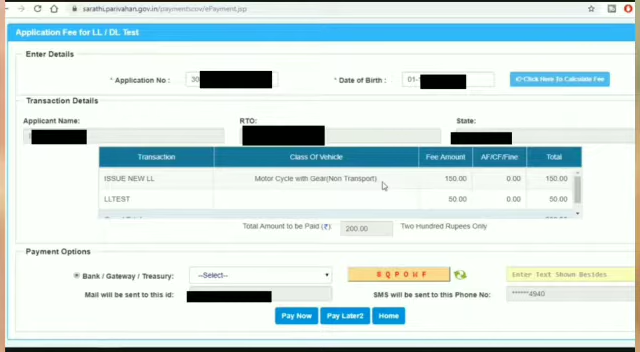 sarathi.parivahan.gov.in/paymentscov/ePayment.jsp
Application Fee for LL / DL Test
Enter Details
* Application No : 30
* Date of Birth : 01-
Click Here To Calculate Fee
Transaction Details
Applicant Name: RTO: State:
Transaction Class Of Vehicle Fee Amount AF/CF/Fine Total
ISSUE NEW LL Motor Cycle with Gear(Non Transport) 150.00 0.00 150.00
LLTEST 50.00 0.00 50.00
Total Amount to be Paid (₹): 200.00 Two Hundred Rupees Only
Payment Options
Bank / Gateway / Treasury: --Select-- Enter Text Shown Besides
Mail will be sent to this id: SMS will be sent to this Phone No: ******4940
Pay Now Pay Later2 Home